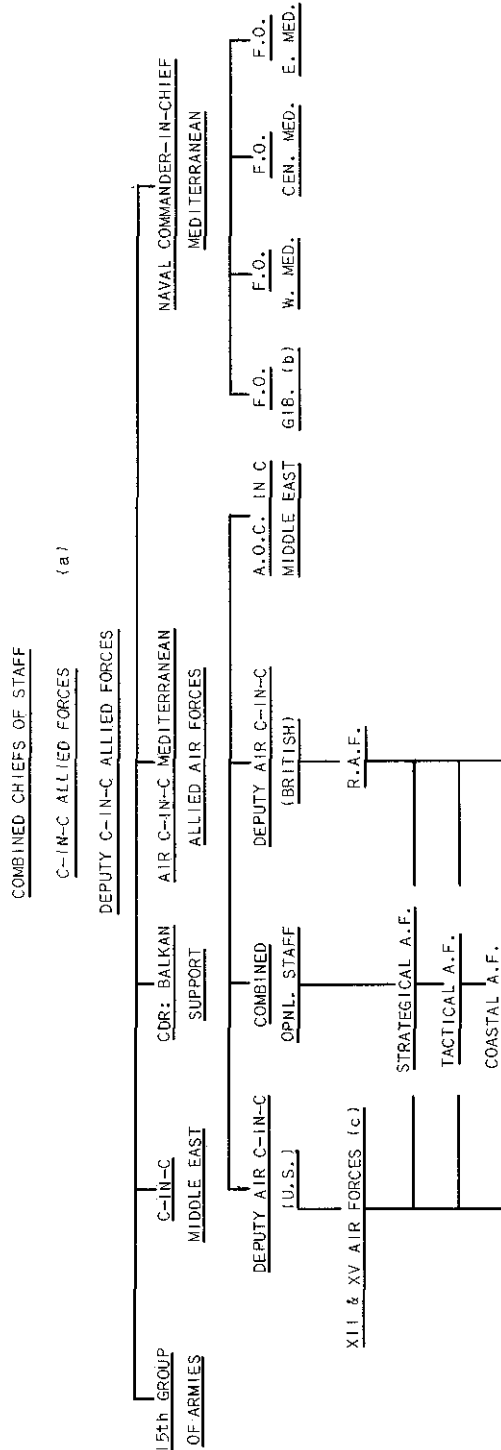 COMBINED CHIEFS OF STAFF
C-IN-C ALLIED FORCES (a)
DEPUTY C-IN-C ALLIED FORCES
15th GROUP
OF ARMIES
C-IN-C
MIDDLE EAST
CDR: BALKAN
SUPPORT
AIR C-IN-C MEDITERRANEAN
ALLIED AIR FORCES
NAVAL COMMANDER-IN-CHIEF
MEDITERRANEAN
DEPUTY AIR C-IN-C
(U.S.)
COMBINED
OPNL. STAFF
DEPUTY AIR C-IN-C
(BRITISH)
A.O.C. IN C
MIDDLE EAST
F.O.
GIB. (b)
F.O.
W. MED.
F.O.
CEN. MED.
F.O.
E. MED.
XII & XV AIR FORCES (c)
R.A.F.
STRATEGICAL A.F.
TACTICAL A.F.
COASTAL A.F.